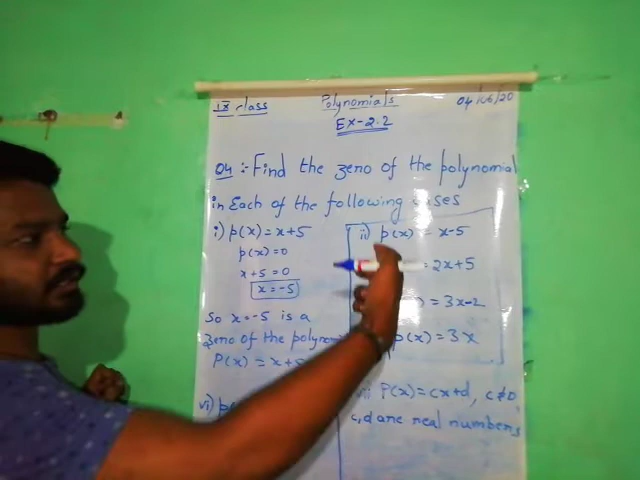 IX class Polynomials 04/06/20
Ex-2.2
Q4 :- Find the zeno of the polynomial
in Each of the following cases
i) p(x) = x+5
p(x)=0
x+5 = 0
x = -5
So x=-5 is a
zeno of the polynom
P(x) = x+5
ii) p(x) = x-5
= 2x+5
) = 3x-2
p(x) = 3x
vi) p(
vii P(x)=cx+d, c≠0
c,d are real numbers